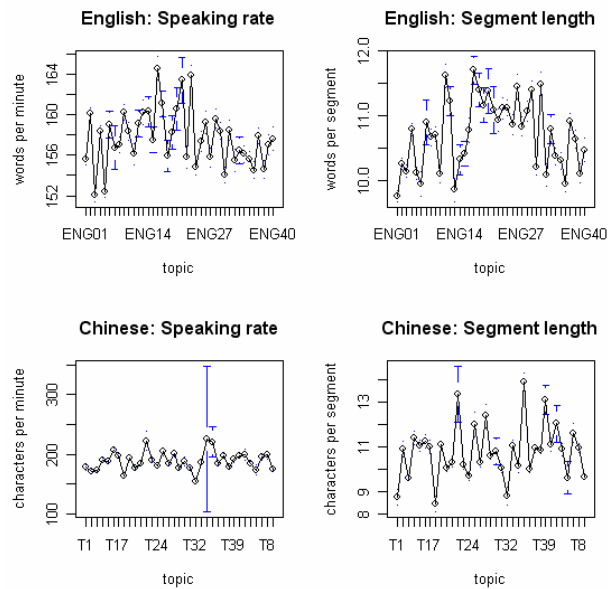 English: Speaking rate
words per minute
152 156 160 164
ENG01 ENG14 ENG27 ENG40
topic
English: Segment length
words per segment
10.0 11.0 12.0
ENG01 ENG14 ENG27 ENG40
topic
Chinese: Speaking rate
characters per minute
100 200 300
T1 T17 T24 T32 T39 T8
topic
Chinese: Segment length
characters per segment
8 9 11 13
T1 T17 T24 T32 T39 T8
topic